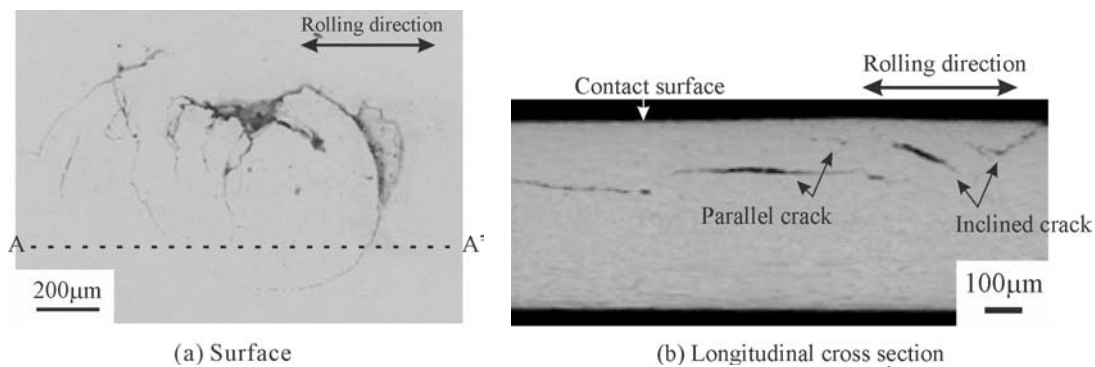 Rolling direction
A
A'
200μm
(a) Surface
Contact surface
Rolling direction
Parallel crack
Inclined crack
100μm
(b) Longitudinal cross section